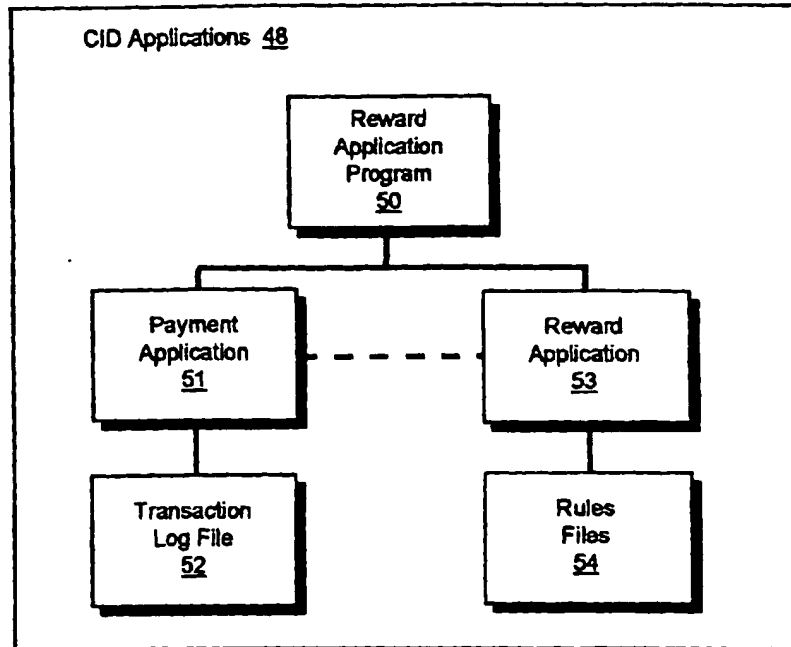 CID Applications 48
Reward
Application
Program
50
Payment
Application
51
Reward
Application
53
Transaction
Log File
52
Rules
Files
54